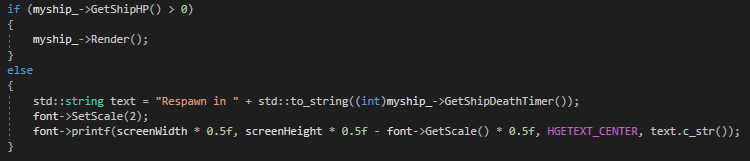 if (myship_->GetShipHP() > 0)
{
myship_->Render();
}
else
{
std::string text = "Respawn in " + std::to_string((int)myship_->GetShipDeathTimer());
font->SetScale(2);
font->printf(screenWidth * 0.5f, screenHeight * 0.5f - font->GetScale() * 0.5f, HGETEXT_CENTER, text.c_str());
}